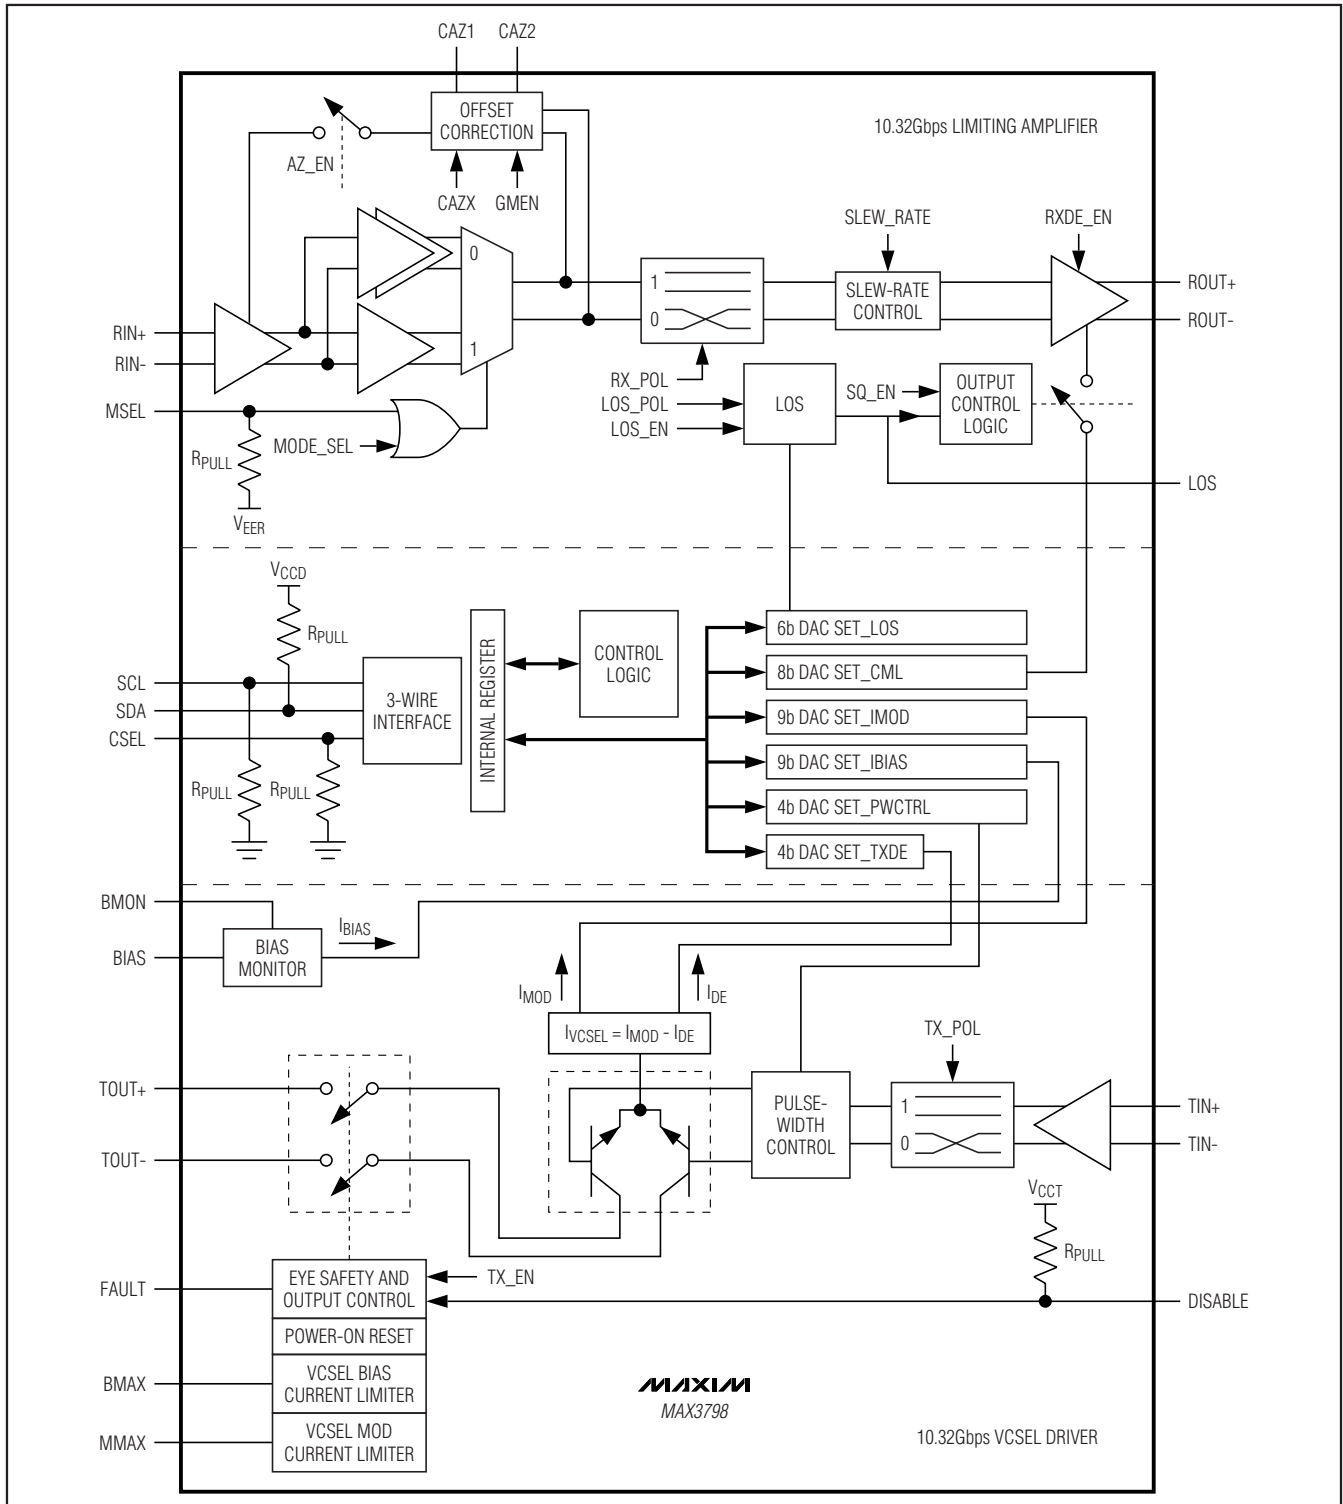 CAZ1 CAZ2
OFFSET
CORRECTION
10.32Gbps LIMITING AMPLIFIER
AZ_EN
CAZX GMEN
SLEW_RATE RXDE_EN
0
1
1
0
SLEW-RATE
CONTROL
ROUT+
ROUT-
RIN+
RIN-
MSEL
MODE_SEL
RPULL
VEER
RX_POL
LOS_POL
LOS_EN
LOS
SQ_EN
OUTPUT
CONTROL
LOGIC
LOS
VCCD
RPULL
SCL
SDA
CSEL
3-WIRE
INTERFACE
INTERNAL REGISTER
CONTROL
LOGIC
RPULL RPULL
6b DAC SET_LOS
8b DAC SET_CML
9b DAC SET_IMOD
9b DAC SET_IBIAS
4b DAC SET_PWCTRL
4b DAC SET_TXDE
BMON
BIAS
BIAS
MONITOR
IBIAS
IMOD IDE
IVCSEL = IMOD - IDE
TX_POL
TOUT+
TOUT-
PULSE-
WIDTH
CONTROL
1
0
TIN+
TIN-
VCCT
RPULL
FAULT
EYE SAFETY AND
OUTPUT CONTROL
TX_EN
DISABLE
POWER-ON RESET
BMAX
VCSEL BIAS
CURRENT LIMITER
MMAX
VCSEL MOD
CURRENT LIMITER
MAXIM
MAX3798
10.32Gbps VCSEL DRIVER